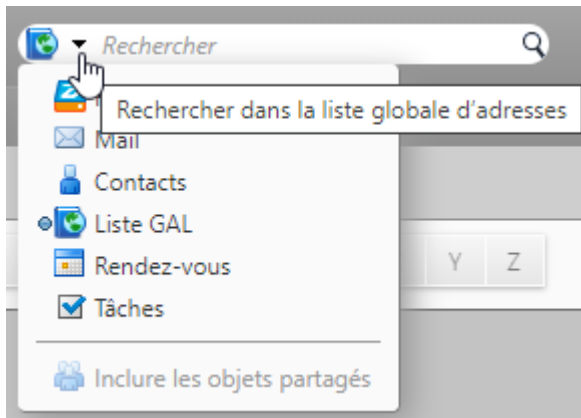 Rechercher
Rechercher dans la liste globale d'adresses
Mail
Contacts
Liste GAL
Rendez-vous
Y Z
Tâches
Inclure les objets partagés